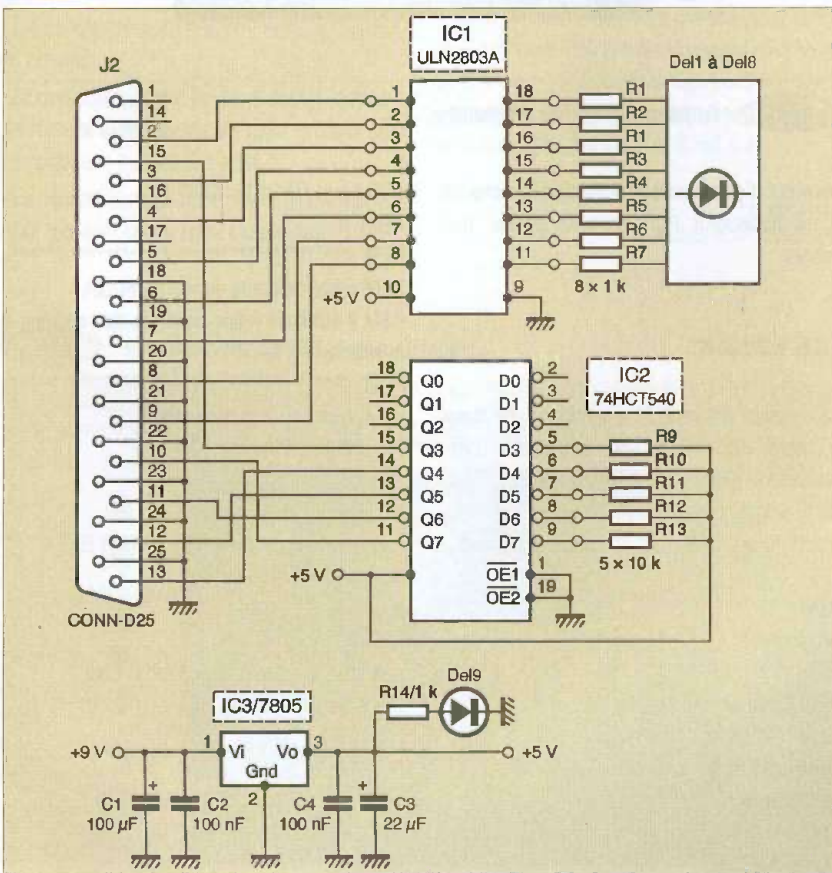 J2
1
14
2
15
3
16
4
17
5
18
6
19
7
20
8
21
9
22
10
23
11
24
12
25
13
CONN-D25
IC1
ULN2803A
1
2
3
4
5
6
7
8
+5 V 10
18
17
16
15
14
13
12
11
9
R1
R2
R1
R3
R4
R5
R6
R7
8 × 1 k
Del1 à Del8
IC2
74HCT540
18 Q0 D0 2
17 Q1 D1 3
16 Q2 D2 4
15 Q3 D3 5 R9
14 Q4 D4 6 R10
13 Q5 D5 7 R11
12 Q6 D6 8 R12
11 Q7 D7 9 R13
5 × 10 k
+5 V
OE1 1
OE2 19
IC3/7805
R14/1 k
Del9
+9 V
1 Vi Vo 3
Gnd
2
+5 V
+
C1
100 µF
C2
100 nF
C4
100 nF
+
C3
22 µF